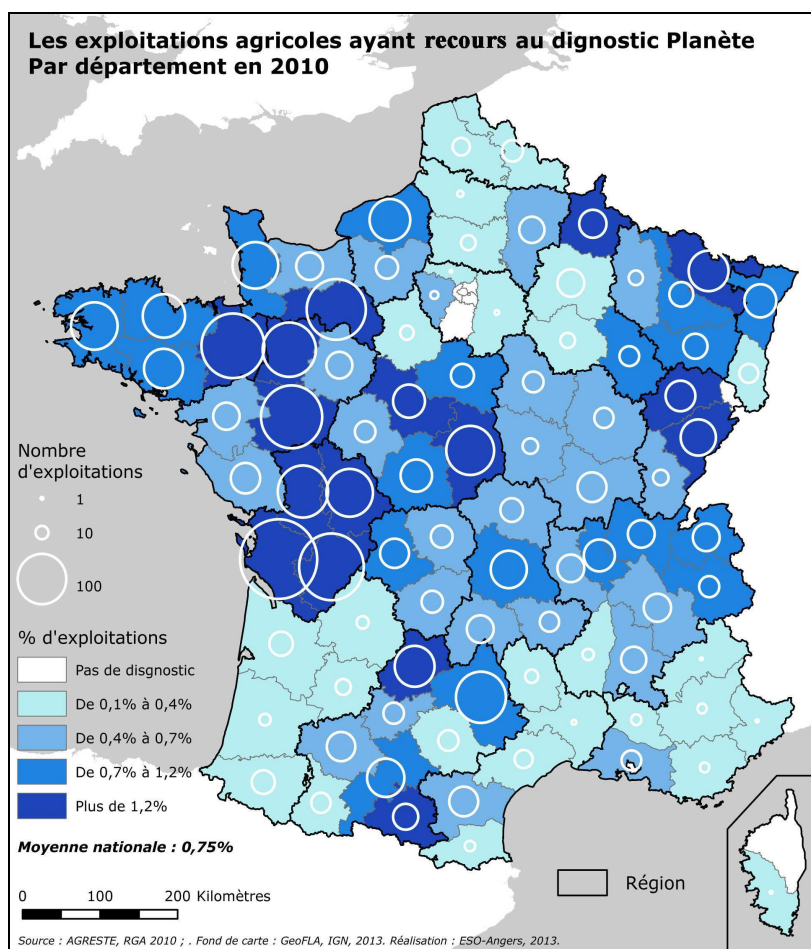 Les exploitations agricoles ayant recours au dignostic Planète
Par département en 2010
Nombre
d'exploitations
1
10
100
% d'exploitations
Pas de disgnostic
De 0,1% à 0,4%
De 0,4% à 0,7%
De 0,7% à 1,2%
Plus de 1,2%
Moyenne nationale : 0,75%
0 100 200 Kilomètres
Région
Source : AGRESTE, RGA 2010 ; . Fond de carte : GeoFLA, IGN, 2013. Réalisation : ESO-Angers, 2013.